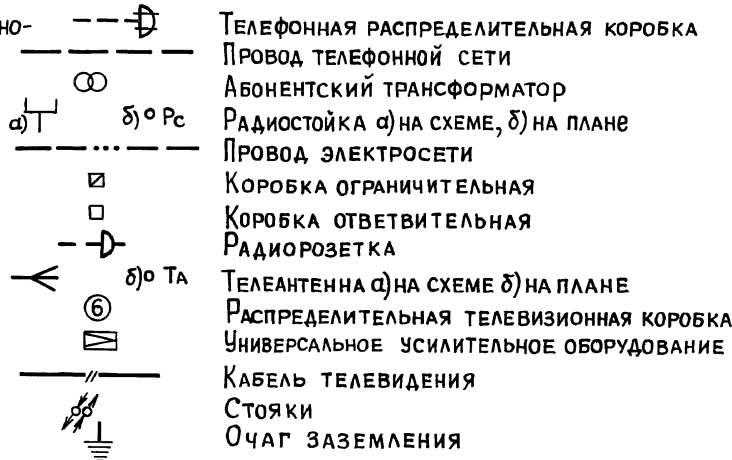 но- Телефонная распределительная коробка
Провод телефонной сети
Абонентский трансформатор
а) б) Рс Радиостойка а) на схеме, б) на плане
Провод электросети
Коробка ограничительная
Коробка ответвительная
Радиорозетка
б) Та Телеантенна а) на схеме б) на плане
6 Распределительная телевизионная коробка
Универсальное усилительное оборудование
Кабель телевидения
Стояки
Очаг заземления